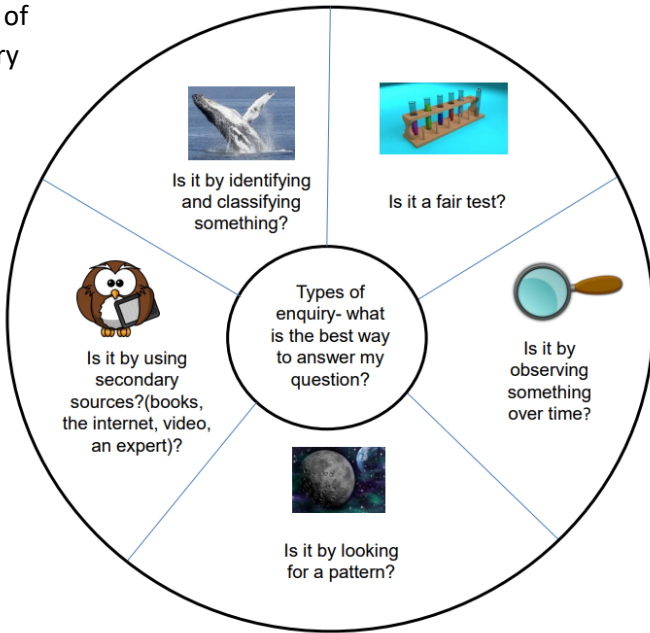 of
ry
Is it by identifying
and classifying
something?
Is it a fair test?
Is it by using
secondary
sources?(books,
the internet, video,
an expert)?
Types of
enquiry- what
is the best way
to answer my
question?
Is it by
observing
something
over time?
Is it by looking
for a pattern?